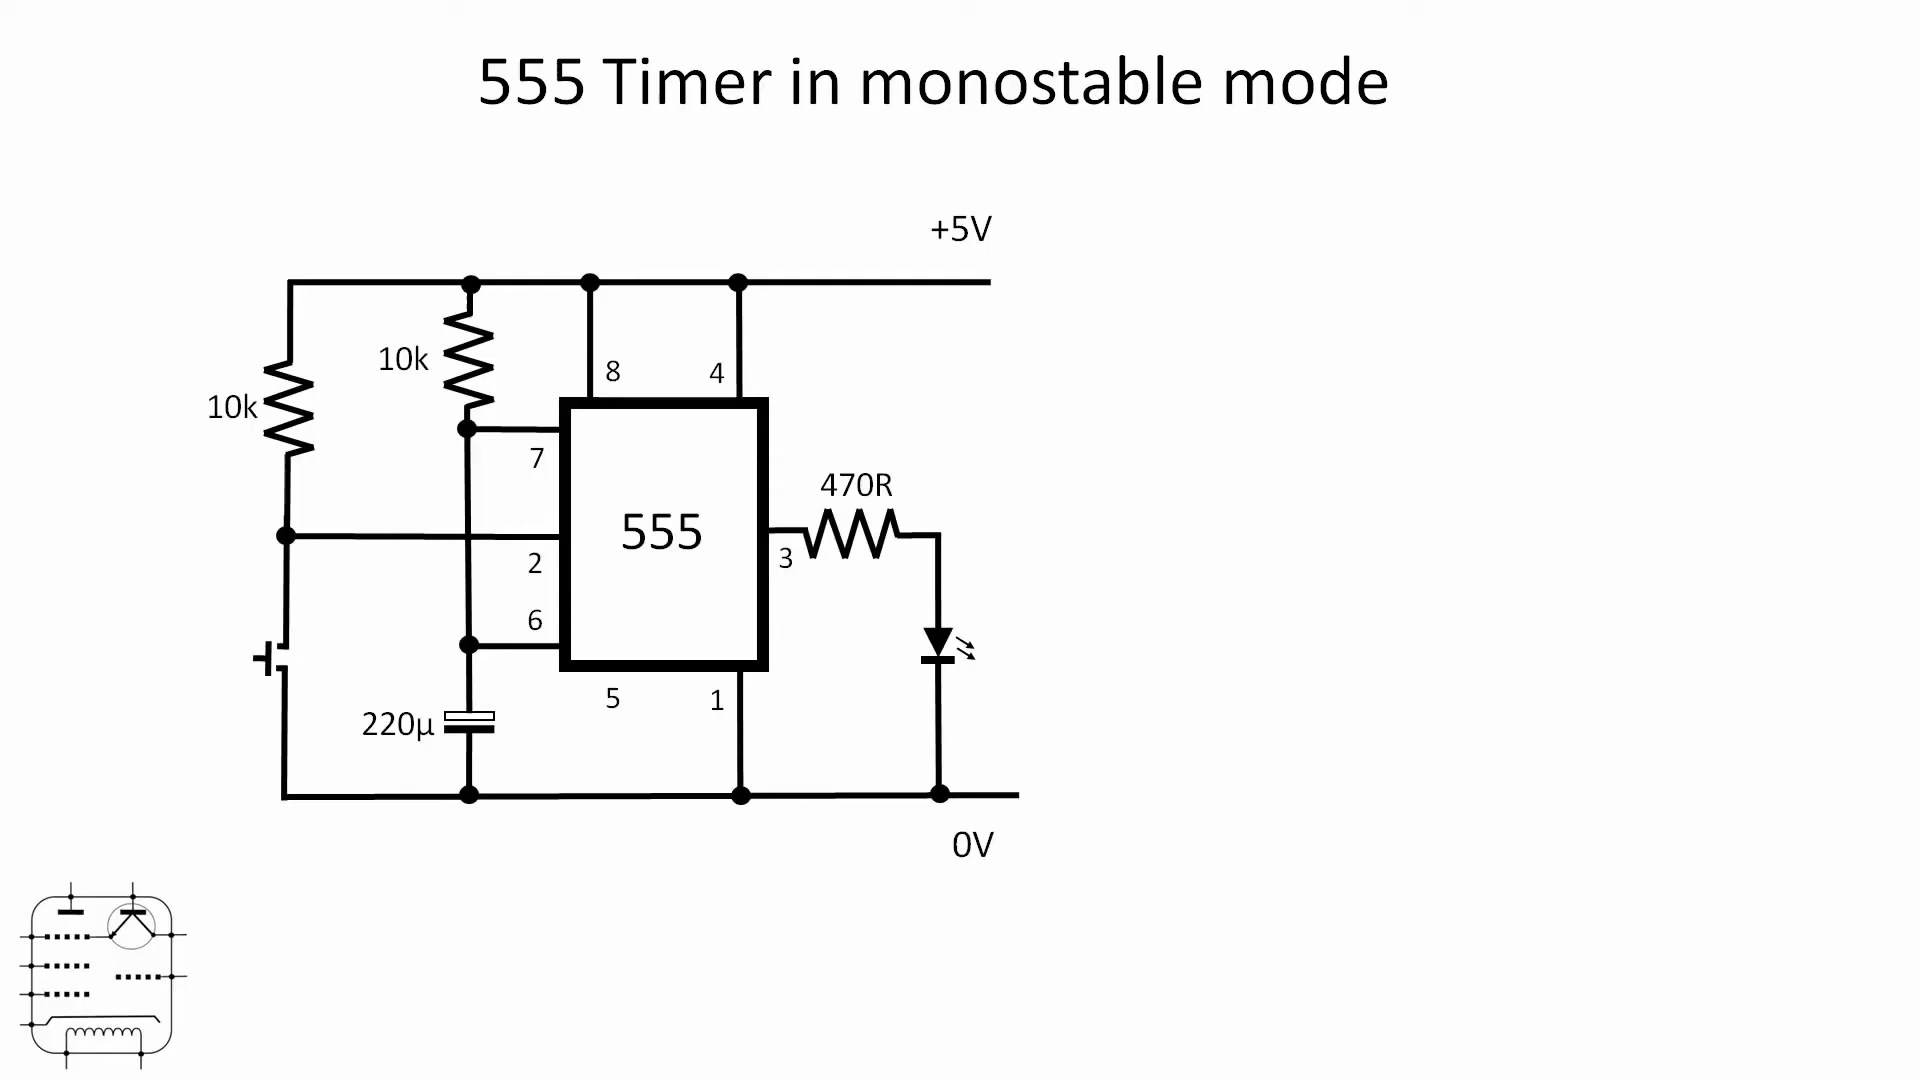 555 Timer in monostable mode
+5V
10k
10k
8
4
7
470R
555
2
3
6
5
1
220µ
0V